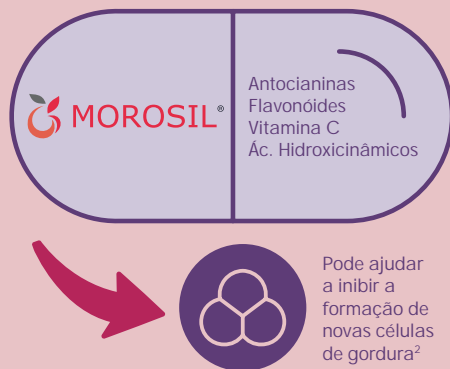 MOROSIL®
Antocianinas
Flavonóides
Vitamina C
Ác. Hidroxicinâmicos
Pode ajudar
a inibir a
formação de
novas células
de gordura²